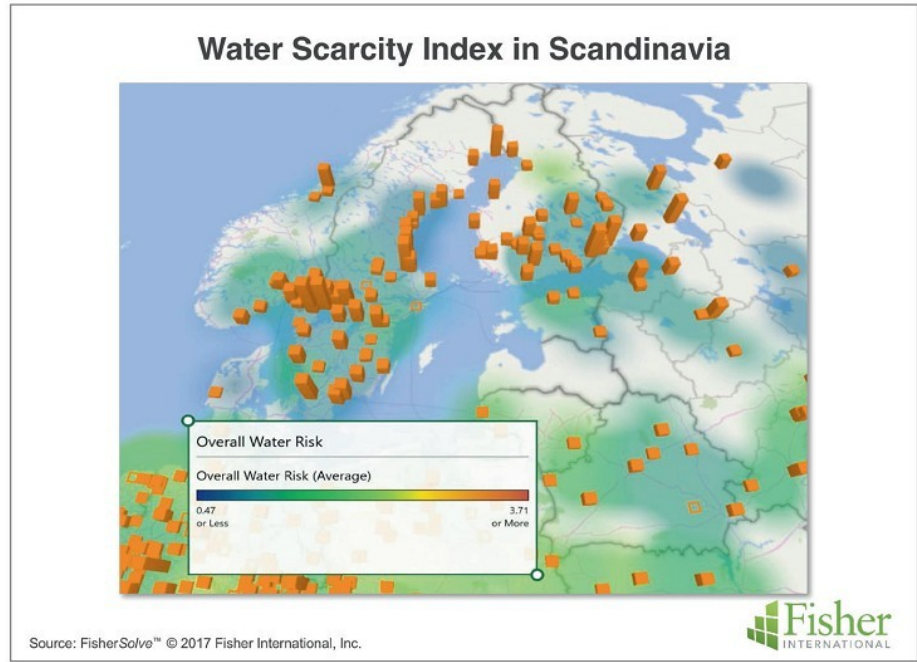 Water Scarcity Index in Scandinavia
Overall Water Risk
Overall Water Risk (Average)
0.47
or Less
3.71
or More
Source: FisherSolve™ © 2017 Fisher International, Inc.
Fisher
INTERNATIONAL